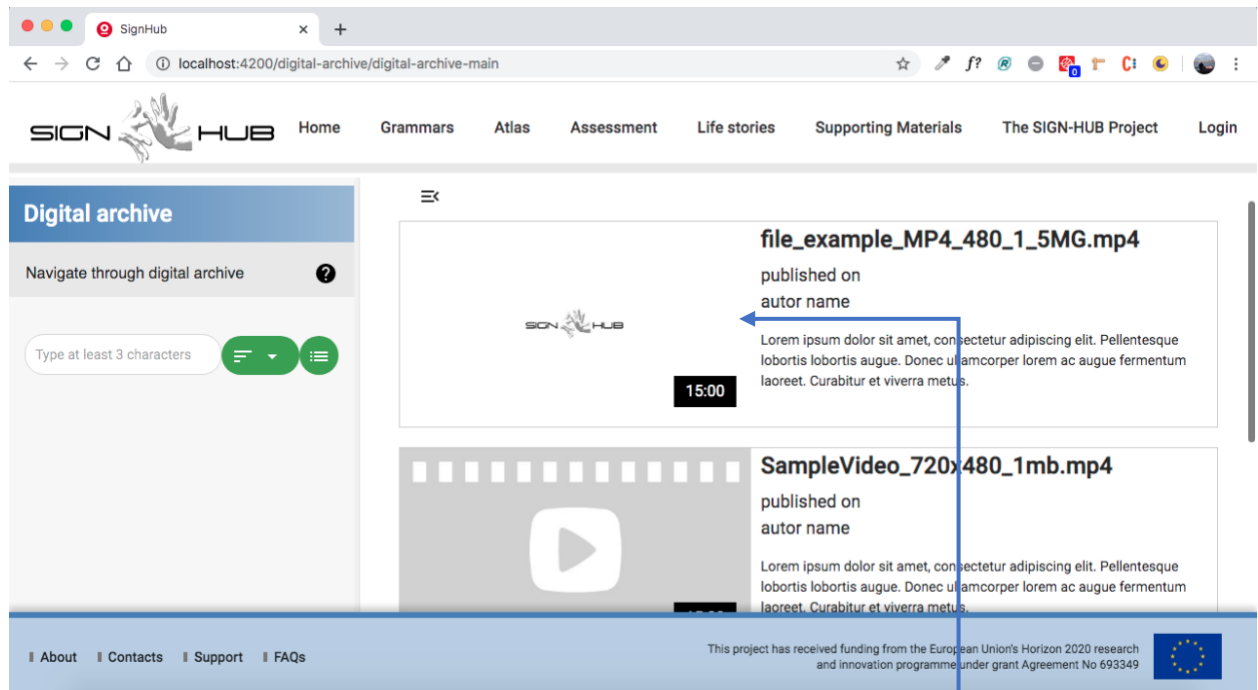 SignHub
localhost:4200/digital-archive/digital-archive-main
f?
R
0
C
SIGN HUB
Home Grammars Atlas Assessment Life stories Supporting Materials The SIGN-HUB Project Login
Digital archive
Navigate through digital archive ?
Type at least 3 characters
SIGN HUB
15:00
file_example_MP4_480_1_5MG.mp4
published on
autor name
Lorem ipsum dolor sit amet, consectetur adipiscing elit. Pellentesque
lobortis lobortis augue. Donec ullamcorper lorem ac augue fermentum
laoreet. Curabitur et viverra metus.
SampleVideo_720x480_1mb.mp4
published on
autor name
Lorem ipsum dolor sit amet, consectetur adipiscing elit. Pellentesque
lobortis lobortis augue. Donec ullamcorper lorem ac augue fermentum
laoreet. Curabitur et viverra metus.
About Contacts Support FAQs
This project has received funding from the European Union's Horizon 2020 research
and innovation programme under grant Agreement No 693349